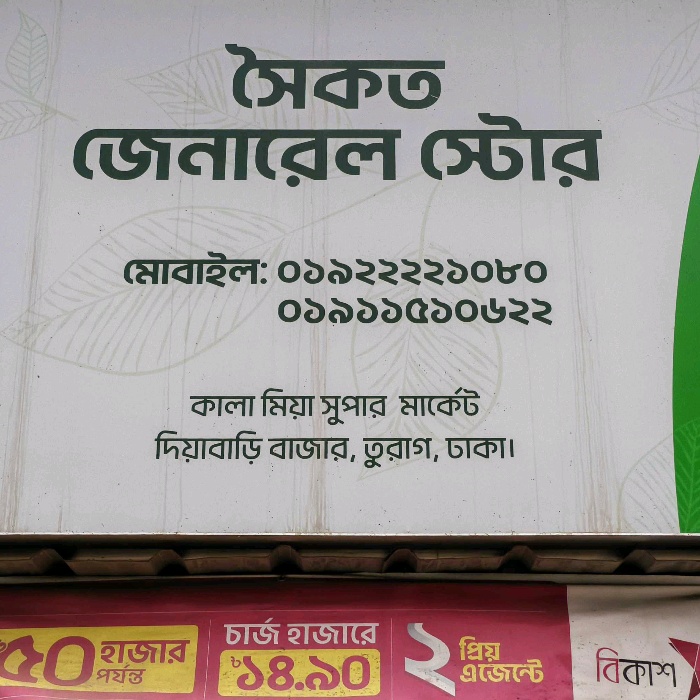 সৈকত
জেনারেল স্টোর
মোবাইল: ০১৯২২২২১০৮০
০১৯১১৫১০৬২২
কালা মিয়া সুপার মার্কেট
দিয়াবাড়ি বাজার, তুরাগ, ঢাকা।
৫০ হাজার পর্যন্ত
চার্জ হাজারে
৳১৪.৯০
২ প্রিয় এজেন্টে
বিকাশ